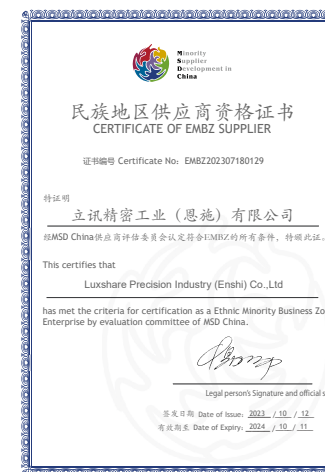 Minority
Supplier
Development in
China
民族地区供应商资格证书
CERTIFICATE OF EMBZ SUPPLIER
证书编号 Certificate No: EMBZ202307180129
特证明
立讯精密工业（恩施）有限公司
经MSD China供应商评估委员会认定符合EMBZ的所有条件，特颁此证。
This certifies that
Luxshare Precision Industry (Enshi) Co.,Ltd
has met the criteria for certification as a Ethnic Minority Business Zo
Enterprise by evaluation committee of MSD China.
Legal person's Signature and official s
签发日期 Date of Issue: 2023 / 10 / 12
有效期至 Date of Expiry: 2024 / 10 / 11